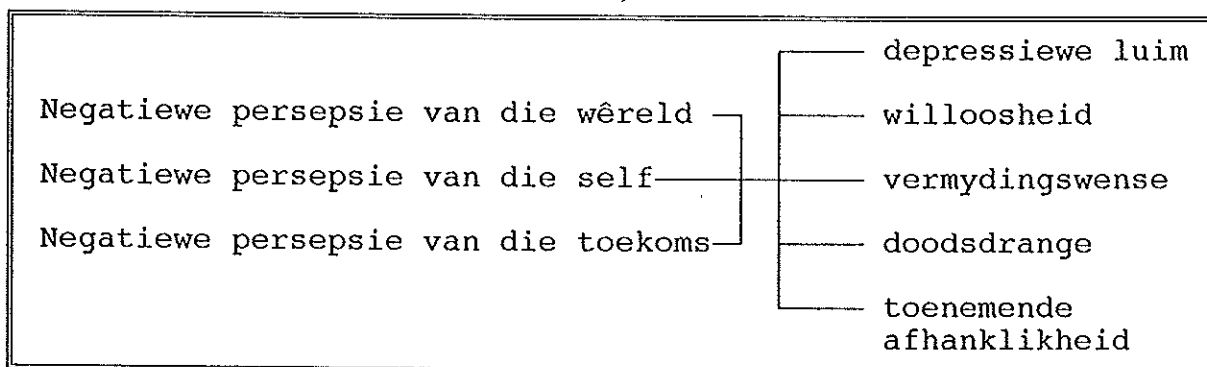 Negatiewe persepsie van die wêreld
Negatiewe persepsie van die self
Negatiewe persepsie van die toekoms
depressiewe luim
willoosheid
vermydingswense
doodsdrange
toenemende
afhanklikheid